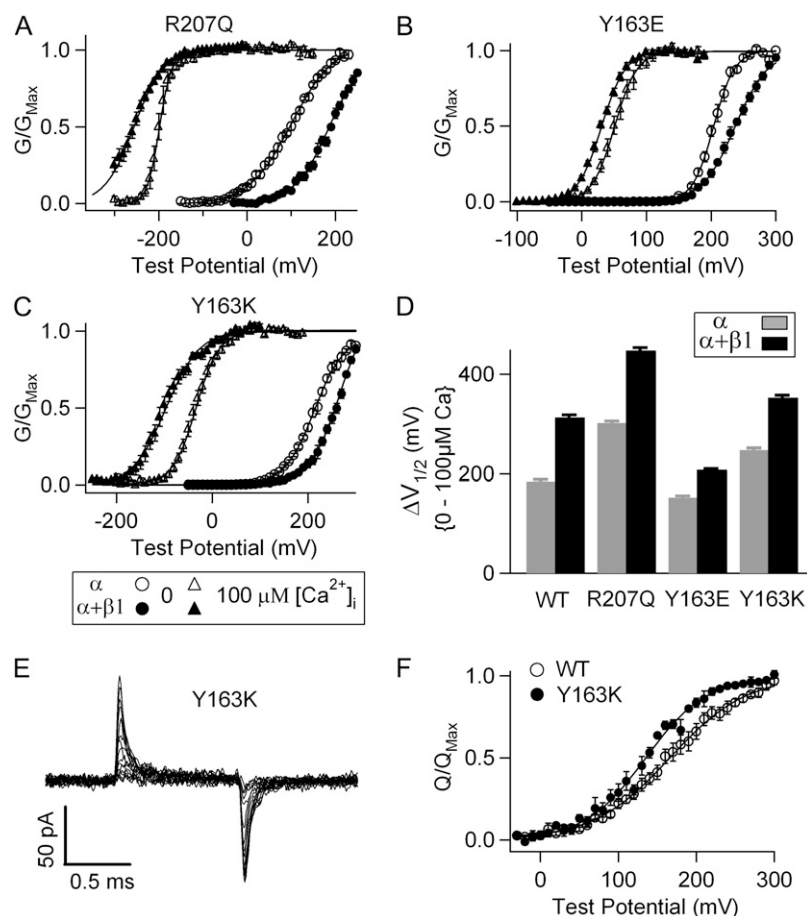 A
R207Q
G/GMax
1.0
0.5
0.0
-200
0
200
Test Potential (mV)
B
Y163E
G/GMax
1.0
0.5
0.0
-100
0
100
200
300
Test Potential (mV)
C
Y163K
G/GMax
1.0
0.5
0.0
-200
0
200
Test Potential (mV)
α 0 100 μM [Ca2+]i
α+β1
D
α
α+β1
ΔV1/2 (mV)
{0 - 100μM Ca}
400
200
0
WT R207Q Y163E Y163K
E
Y163K
50 pA
0.5 ms
F
WT
Y163K
Q/QMax
1.0
0.5
0.0
0
100
200
300
Test Potential (mV)